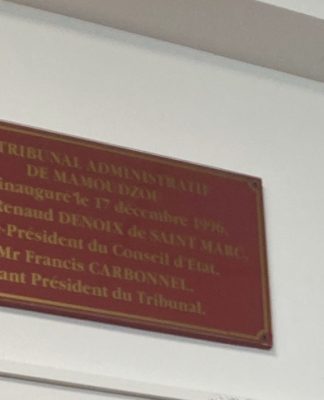 TRIBUNAL ADMINISTRATIF
DE MAMOUDZOU
inauguré le 17 décembre 1996,
Renaud DENOIX de SAINT MARC,
-Président du Conseil d'Etat,
Mr Francis CARBONNEL,
ant Président du Tribunal.